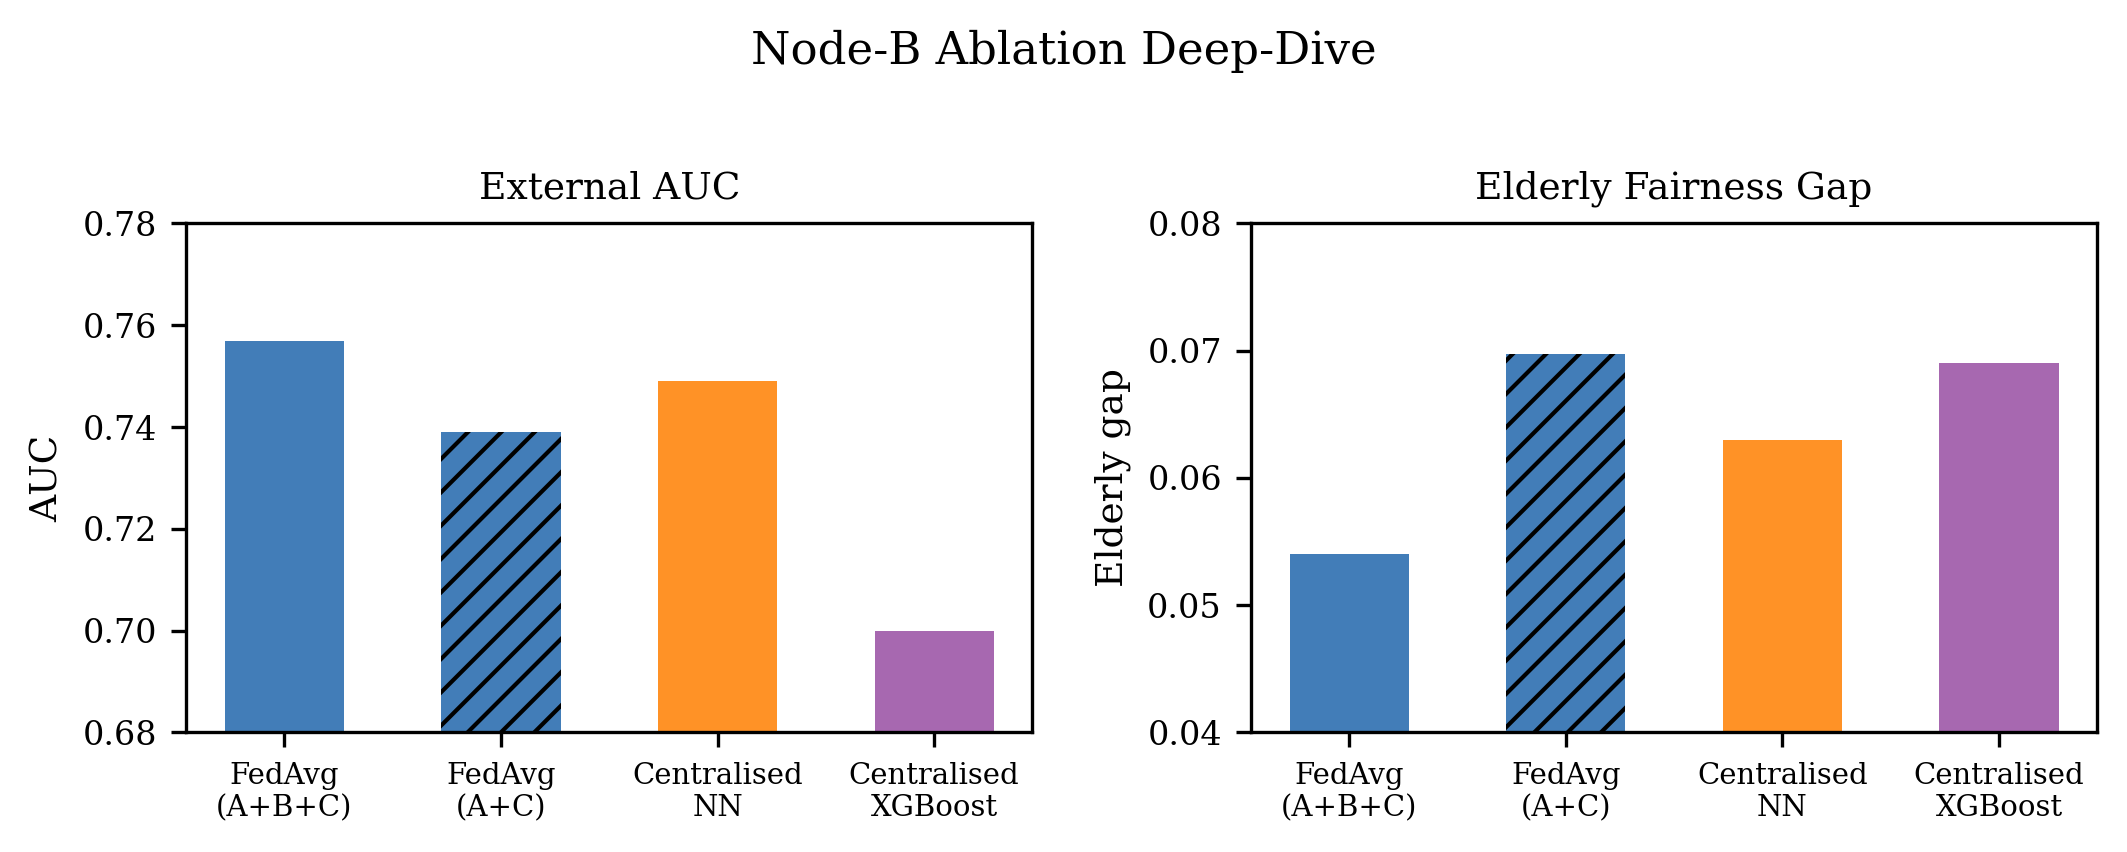 Node-B Ablation Deep-Dive
External AUC
0.78
0.76
0.74
0.72
0.70
0.68
AUC
FedAvg
(A+B+C)
FedAvg
(A+C)
Centralised
NN
Centralised
XGBoost
Elderly Fairness Gap
0.08
0.07
0.06
0.05
0.04
Elderly gap
FedAvg
(A+B+C)
FedAvg
(A+C)
Centralised
NN
Centralised
XGBoost